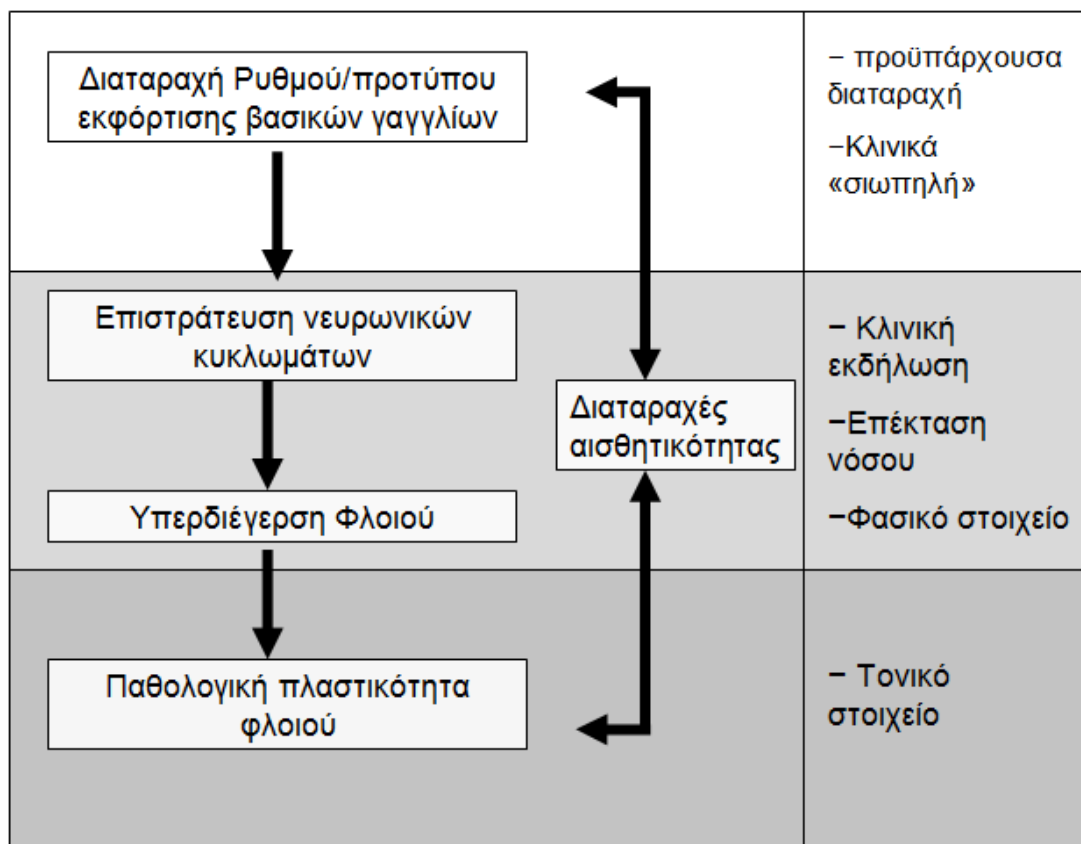 Διαταραχή Ρυθμού/προτύπου
εκφόρτισης βασικών γαγγλίων
– προϋπάρχουσα
διαταραχή
–Κλινικά
«σιωπηλή»
Επιστράτευση νευρωνικών
κυκλωμάτων
Υπερδιέγερση Φλοιού
Διαταραχές
αισθητικότητας
– Κλινική
εκδήλωση
–Επέκταση
νόσου
–Φασικό στοιχείο
Παθολογική πλαστικότητα
φλοιού
– Τονικό
στοιχείο